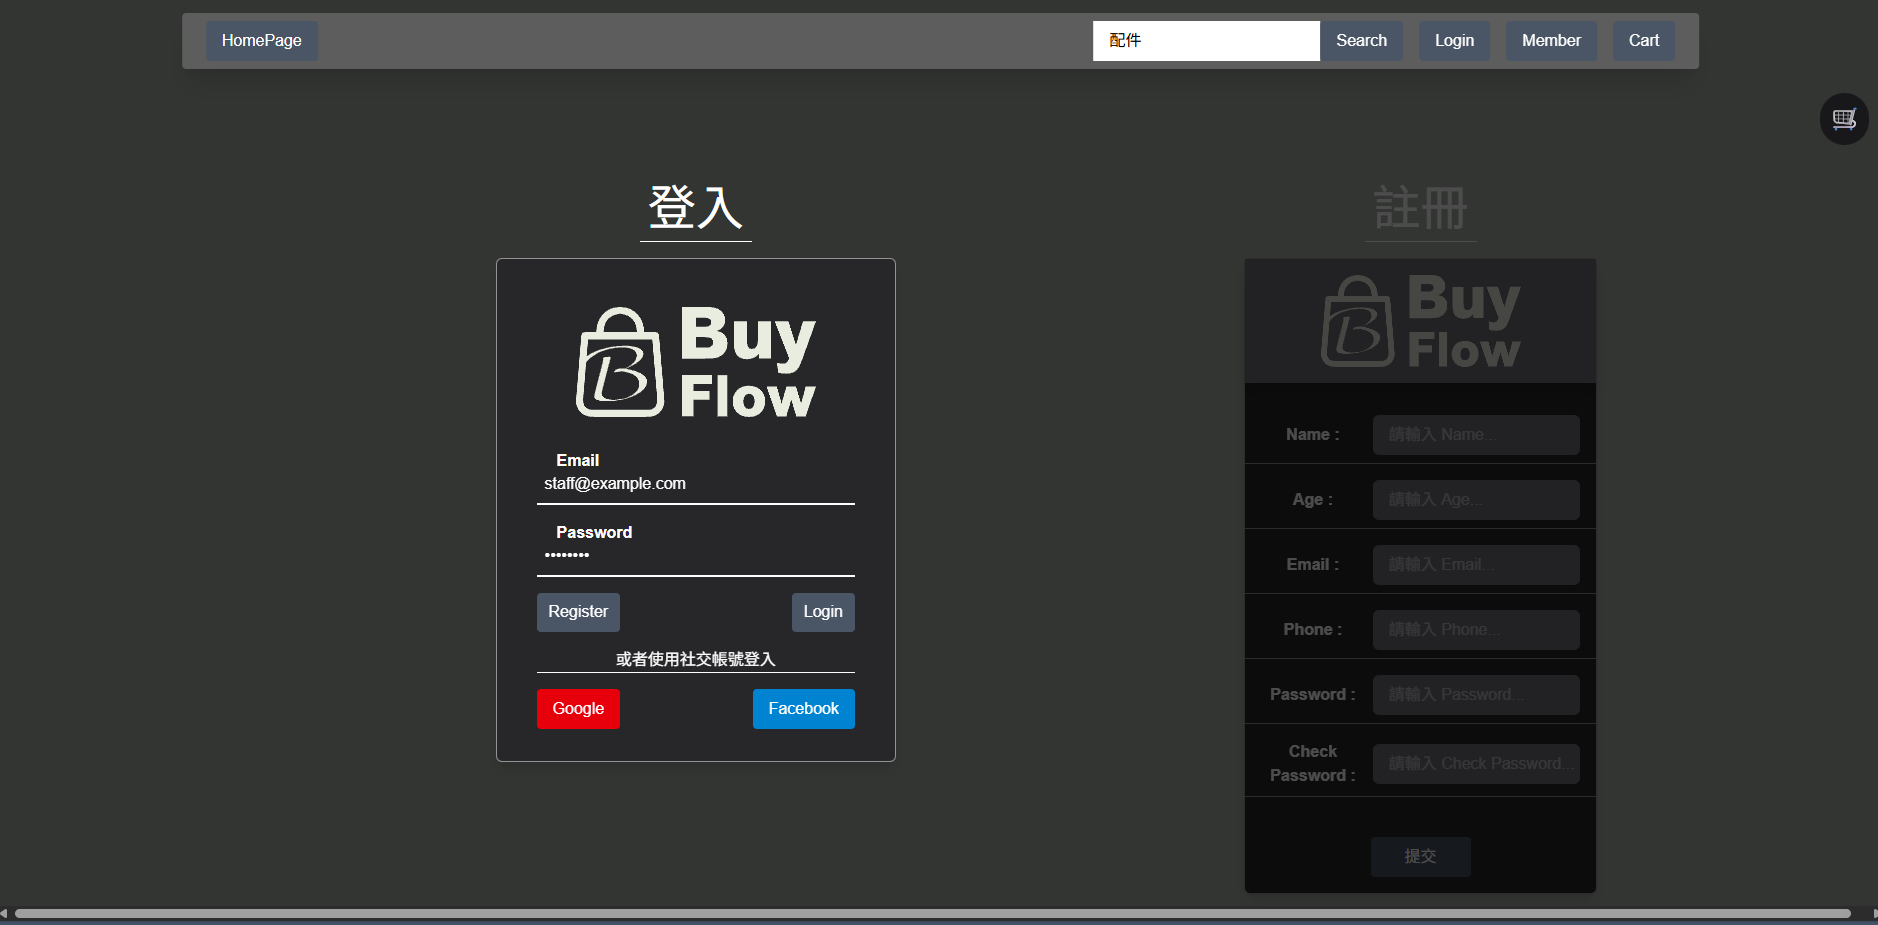 HomePage
配件
Search
Login
Member
Cart
登入
B
Buy
Flow
Email
staff@example.com
Password
••••••••
Register
Login
或者使用社交帳號登入
Google
Facebook
註冊
B
Buy
Flow
Name :
請輸入 Name...
Age :
請輸入 Age...
Email :
請輸入 Email...
Phone :
請輸入 Phone...
Password :
請輸入 Password...
Check
Password :
請輸入 Check Password...
提交